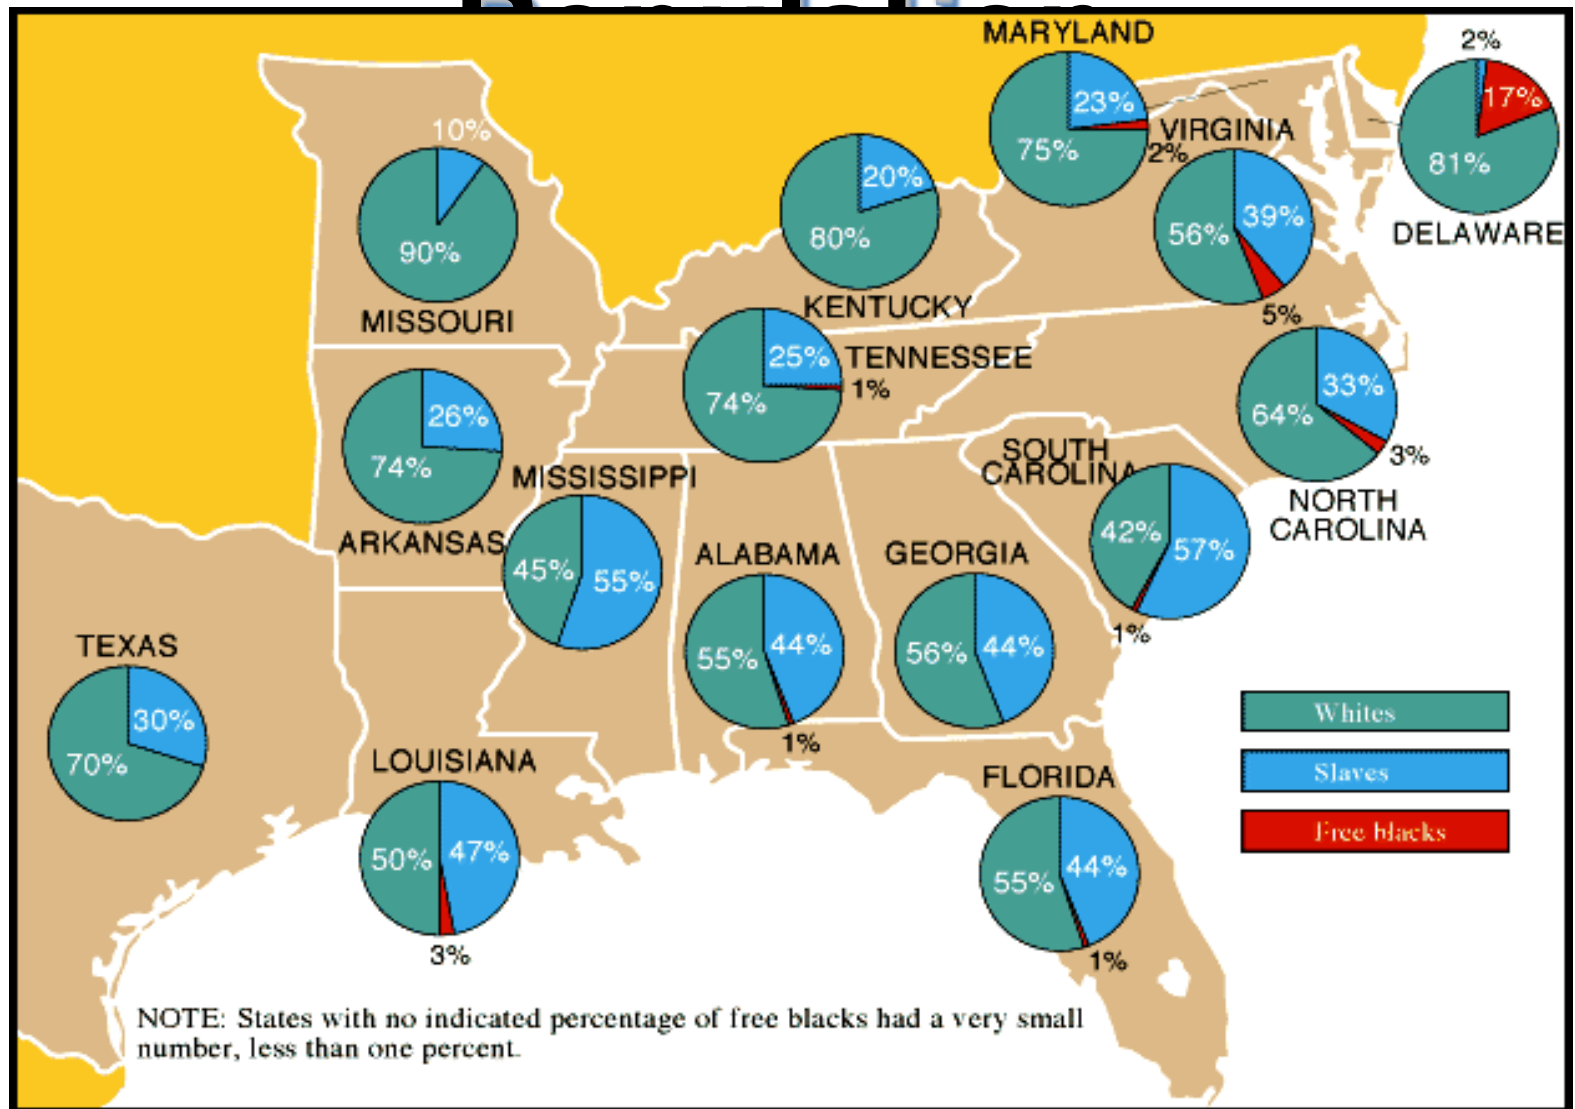 MARYLAND
23%
75%
2%
2%
17%
81%
DELAWARE
VIRGINIA
39%
56%
5%
10%
90%
MISSOURI
20%
80%
KENTUCKY
25%
74%
TENNESSEE
1%
33%
64%
3%
NORTH
CAROLINA
26%
74%
ARKANSAS
MISSISSIPPI
45%
55%
SOUTH
CAROLINA
42%
57%
1%
ALABAMA
55%
44%
1%
GEORGIA
56%
44%
TEXAS
30%
70%
LOUISIANA
50%
47%
3%
FLORIDA
55%
44%
1%
Whites
Slaves
Free blacks
NOTE: States with no indicated percentage of free blacks had a very small
number, less than one percent.